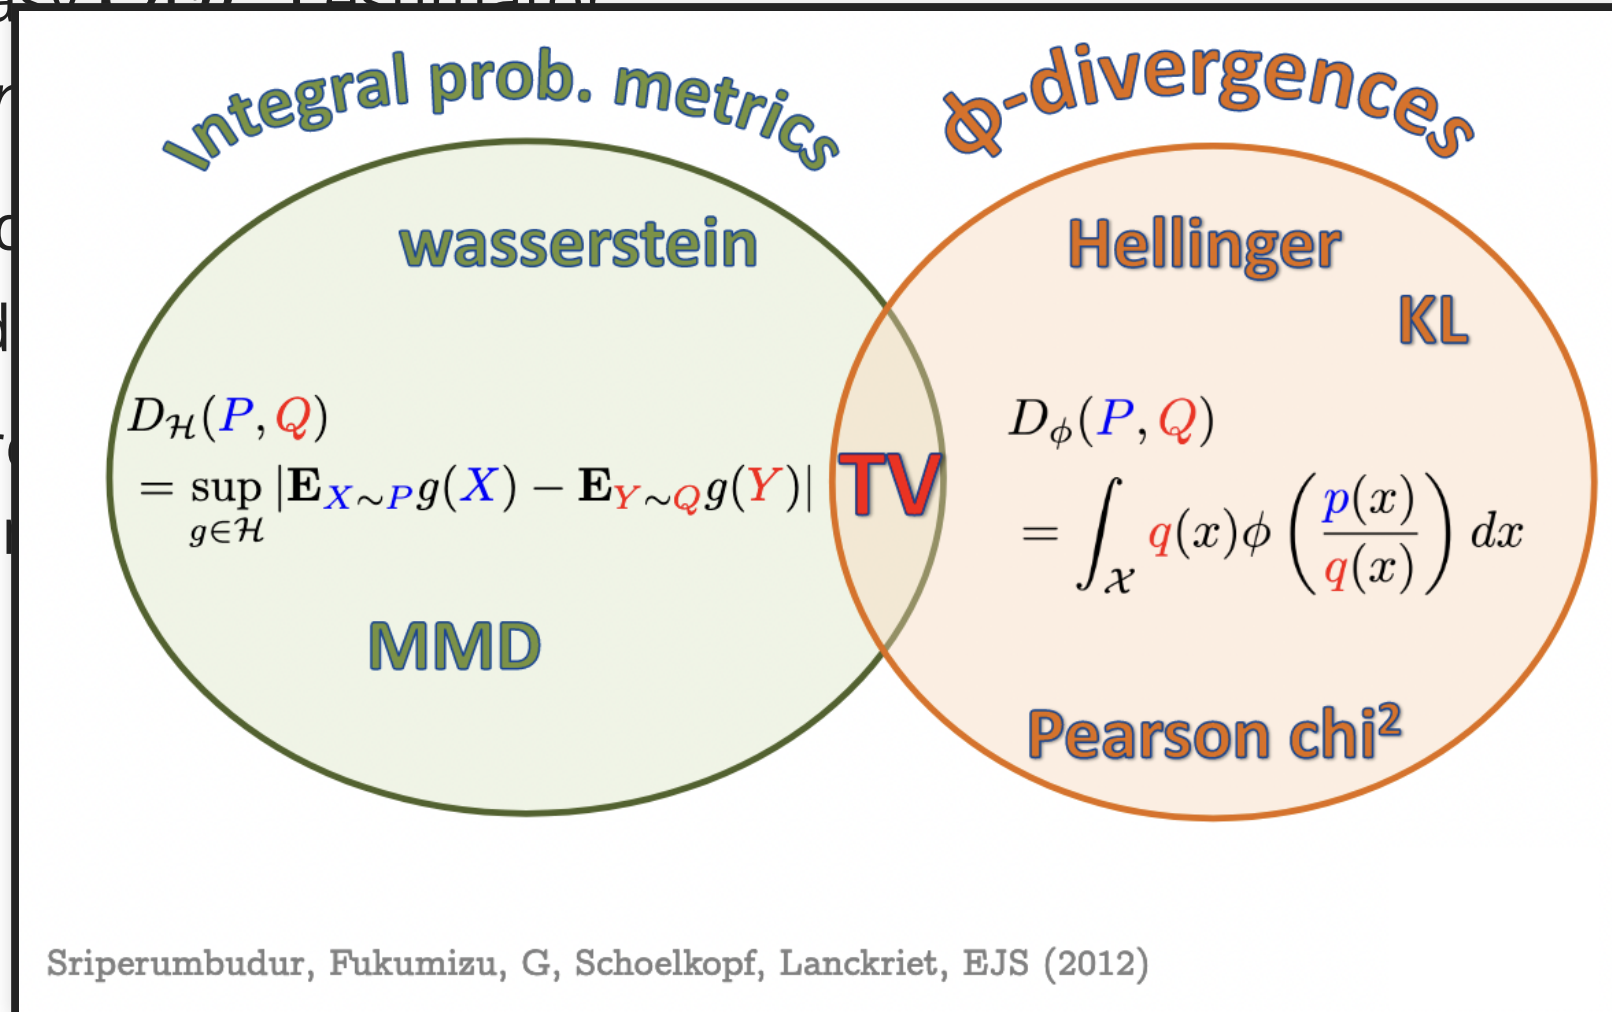 Integral prob. metrics
ϕ-divergences
wasserstein
Hellinger
KL
D_ℋ(P, Q)
= sup_{g∈ℋ} |E_{X∼P} g(X) − E_{Y∼Q} g(Y)|
TV
D_ϕ(P, Q)
= ∫_𝒳 q(x)ϕ(p(x)/q(x)) dx
MMD
Pearson chi²
Sriperumbudur, Fukumizu, G, Schoelkopf, Lanckriet, EJS (2012)